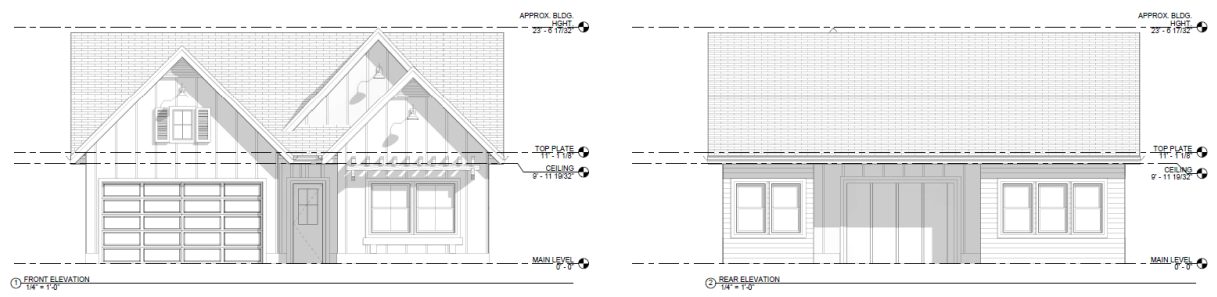 APPROX. BLDG.
HGHT.
23' - 6 17/32"
TOP PLATE
11' - 1 1/8"
CEILING
9' - 11 19/32"
MAIN LEVEL
0' - 0"
1 FRONT ELEVATION
1/4" = 1'-0"
APPROX. BLDG.
HGHT.
23' - 6 17/32"
TOP PLATE
11' - 1 1/8"
CEILING
9' - 11 19/32"
MAIN LEVEL
0' - 0"
2 REAR ELEVATION
1/4" = 1'-0"